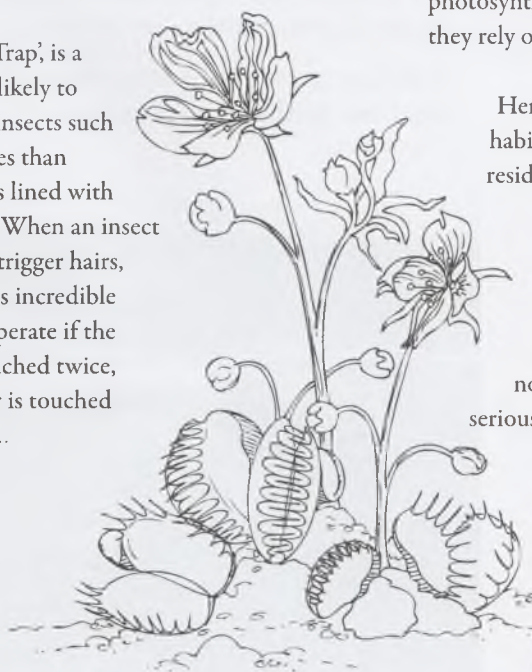 Trap’, is a
likely to
insects such
es than
s lined with
When an insect
trigger hairs,
s incredible
perate if the
ched twice,
is touched
..
photosynt
they rely o
Her
habi
resid
no
serious